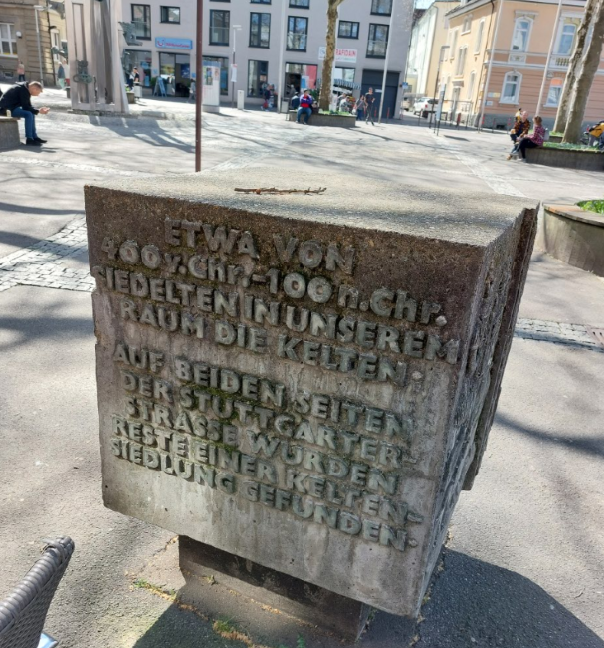 ETWA VON
400 v. Chr. - 100 n. Chr.
SIEDELTEN IN UNSEREM
RAUM DIE KELTEN.
AUF BEIDEN SEITEN
DER STUTTGARTER-
STRASSE WURDEN
RESTE EINER KELTEN-
SIEDLUNG GEFUNDEN.